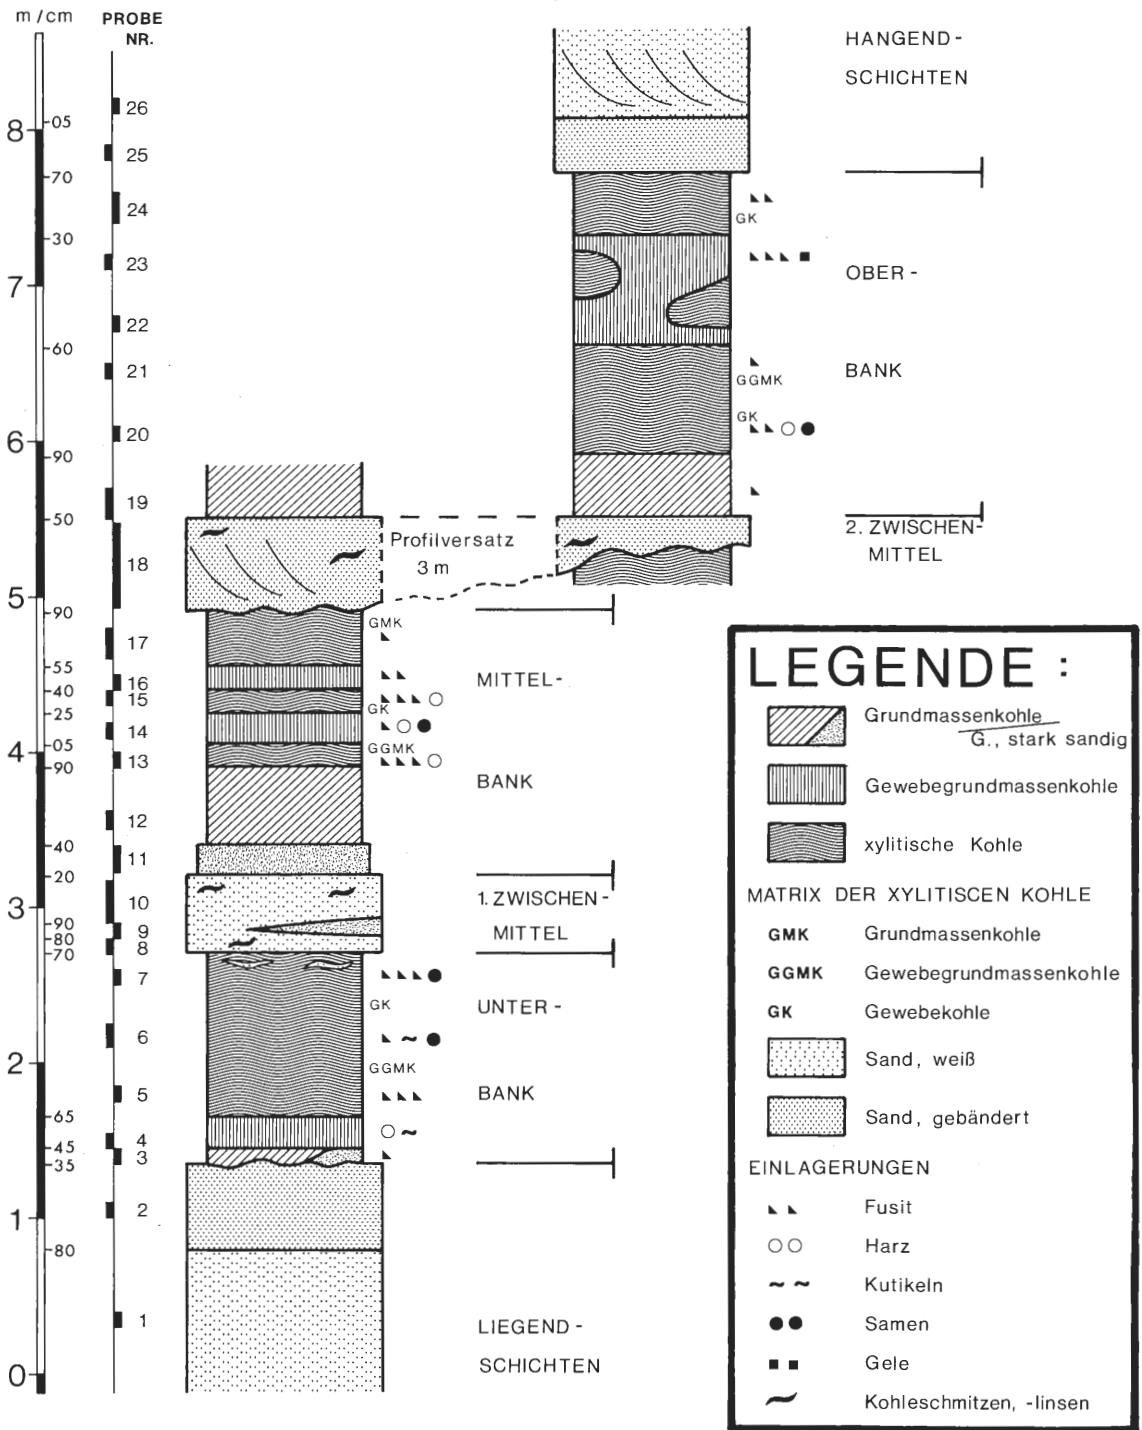 m/cm
PROBE
NR.
HANGEND-
SCHICHTEN
26
05
8
25
70
24
GK
30
23
7
OBER-
22
60
21
GGMK
BANK
GK
20
6
90
19
50
2. ZWISCHEN-
MITTEL
Profilversatz
3 m
18
5
90
GMK
17
55
16
MITTEL-
40
15
GK
25
14
05
GGMK
4
13
90
BANK
12
40
11
20
10
1. ZWISCHEN-
3
90
9
MITTEL
80
8
70
7
GK
UNTER-
6
2
GGMK
5
BANK
65
4
45
3
35
2
1
80
1
LIEGEND-
SCHICHTEN
0
LEGENDE :
Grundmassenkohle
G., stark sandig
Gewebegrundmassenkohle
xylitische Kohle
MATRIX DER XYLITISCEN KOHLE
GMK Grundmassenkohle
GGMK Gewebegrundmassenkohle
GK Gewebekohle
Sand, weiß
Sand, gebändert
EINLAGERUNGEN
Fusit
Harz
Kutikeln
Samen
Gele
Kohleschmitzen, -linsen